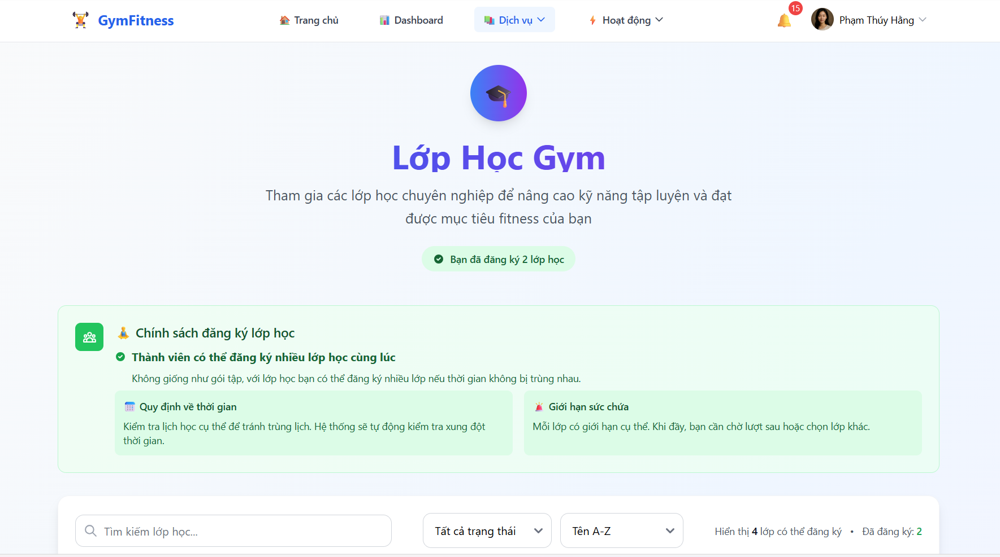 GymFitness
Trang chủ
Dashboard
Dịch vụ
Hoạt động
15
Phạm Thúy Hằng
Lớp Học Gym
Tham gia các lớp học chuyên nghiệp để nâng cao kỹ năng tập luyện và đạt
được mục tiêu fitness của bạn
Bạn đã đăng ký 2 lớp học
Chính sách đăng ký lớp học
Thành viên có thể đăng ký nhiều lớp học cùng lúc
Không giống như gói tập, với lớp học bạn có thể đăng ký nhiều lớp nếu thời gian không bị trùng nhau.
Quy định về thời gian
Kiểm tra lịch học cụ thể để tránh trùng lịch. Hệ thống sẽ tự động kiểm tra xung đột
thời gian.
Giới hạn sức chứa
Mỗi lớp có giới hạn cụ thể. Khi đầy, bạn cần chờ lượt sau hoặc chọn lớp khác.
Tìm kiếm lớp học...
Tất cả trạng thái
Tên A-Z
Hiển thị 4 lớp có thể đăng ký • Đã đăng ký: 2